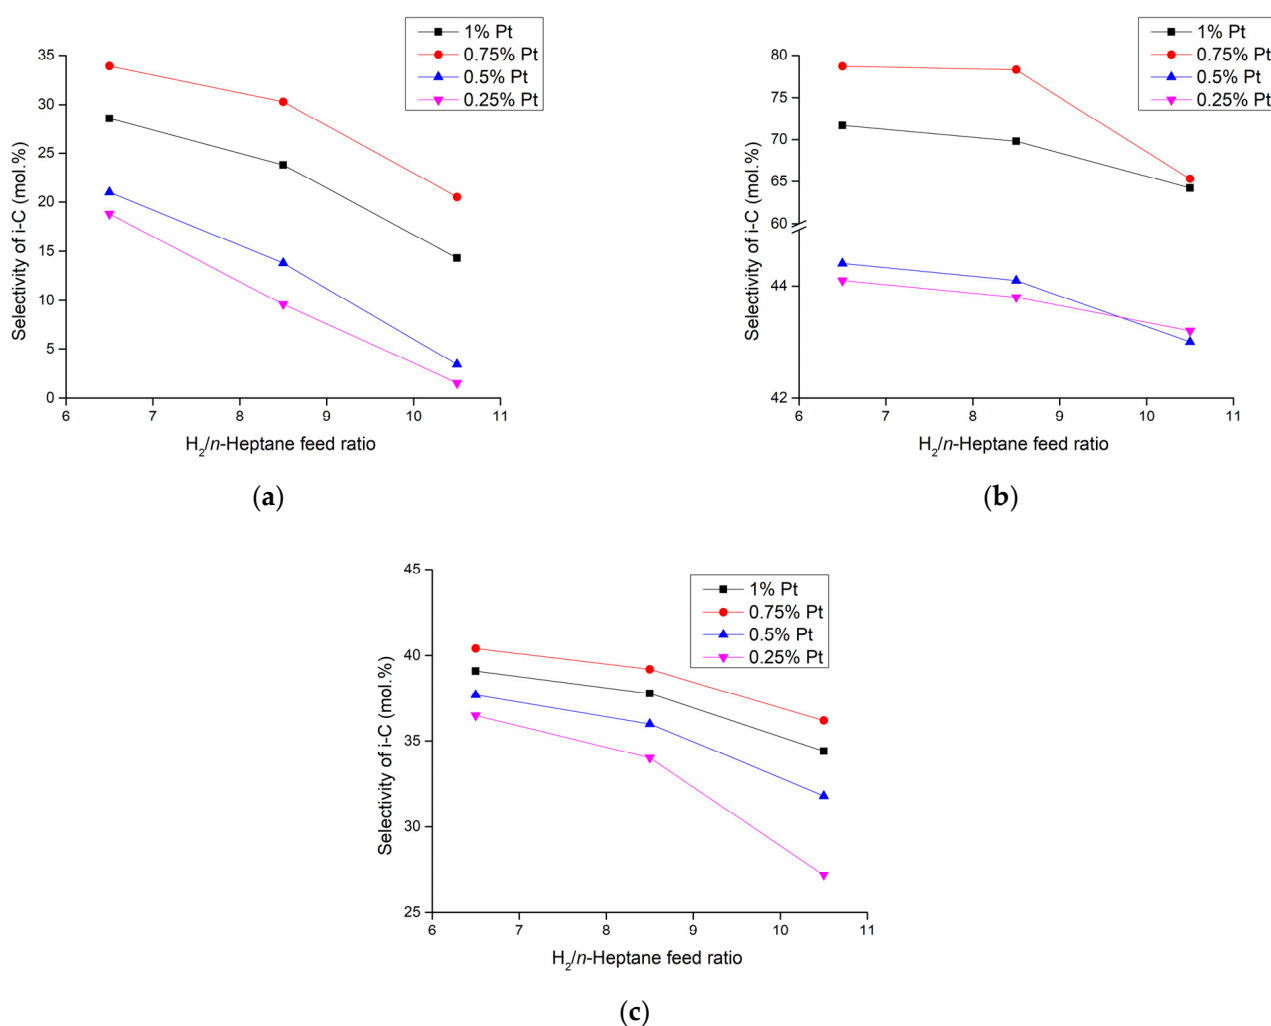 1% Pt
0.75% Pt
0.5% Pt
0.25% Pt
35
30
25
20
15
10
5
0
Selectivity of i-C (mol.%)
6 7 8 9 10 11
H₂/n-Heptane feed ratio
(a)
1% Pt
0.75% Pt
0.5% Pt
0.25% Pt
80
75
70
65
60
44
42
Selectivity of i-C (mol.%)
6 7 8 9 10 11
H₂/n-Heptane feed ratio
(b)
1% Pt
0.75% Pt
0.5% Pt
0.25% Pt
45
40
35
30
25
Selectivity of i-C (mol.%)
6 7 8 9 10 11
H₂/n-Heptane feed ratio
(c)